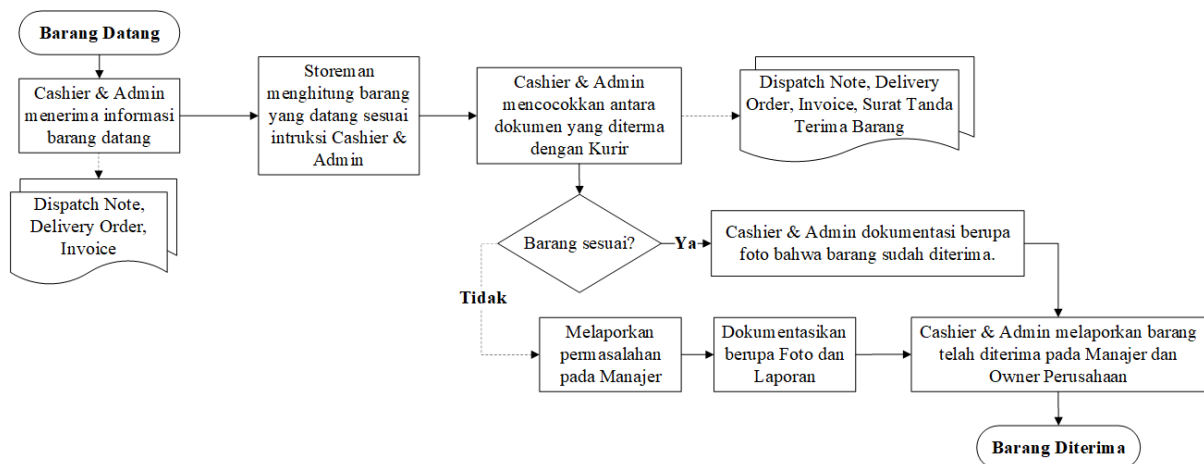 Barang Datang
Cashier & Admin
menerima informasi
barang datang
Dispatch Note,
Delivery Order,
Invoice
Storeman
menghitung barang
yang datang sesuai
intruksi Cashier &
Admin
Cashier & Admin
mencocokkan antara
dokumen yang diterma
dengan Kurir
Dispatch Note, Delivery
Order, Invoice, Surat Tanda
Terima Barang
Barang sesuai?
Ya
Cashier & Admin dokumentasi berupa
foto bahwa barang sudah diterima.
Tidak
Melaporkan
permasalahan
pada Manajer
Dokumentasikan
berupa Foto dan
Laporan
Cashier & Admin melaporkan barang
telah diterima pada Manajer dan
Owner Perusahaan
Barang Diterima